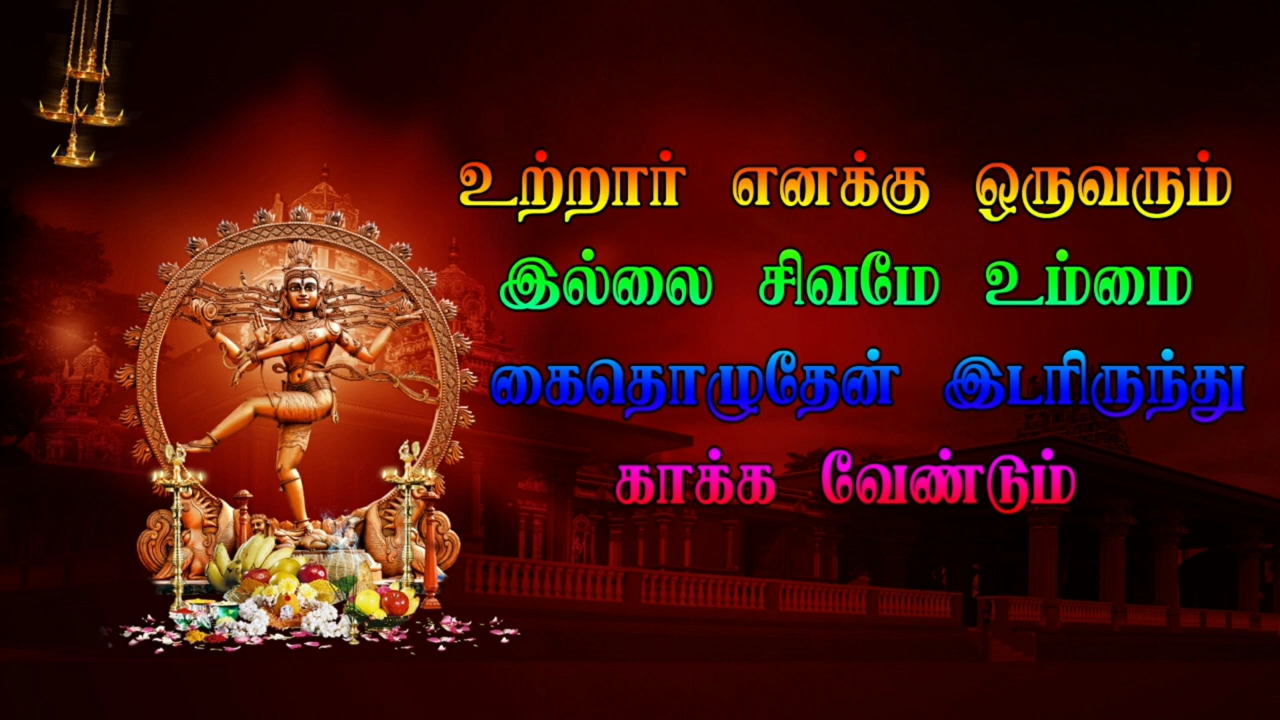 உற்றார் எனக்கு ஒருவரும்
இல்லை சிவமே உம்மை
கைதொழுதேன் இடரிருந்து
காக்க வேண்டும்